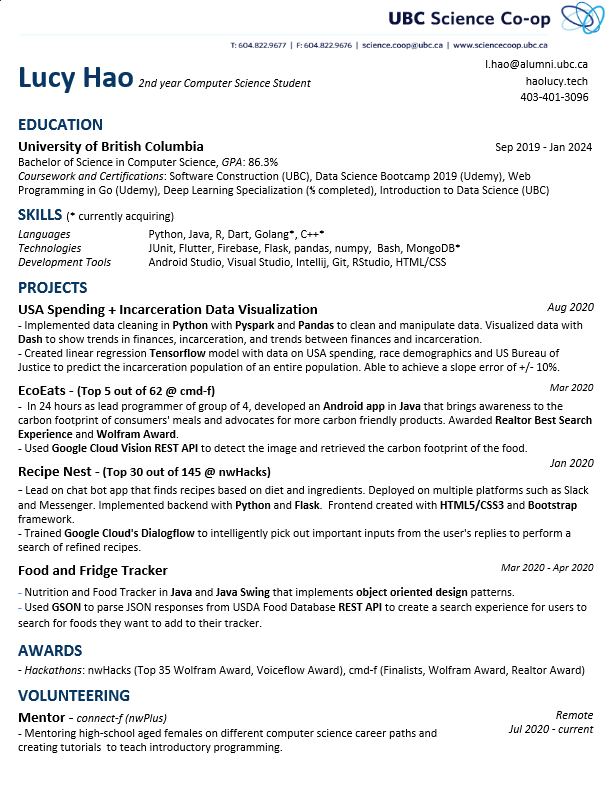 UBC Science Co-op
T: 604.822.9677 | F: 604.822.9676 | science.coop@ubc.ca | www.sciencecoop.ubc.ca
l.hao@alumni.ubc.ca
Lucy Hao 2nd year Computer Science Student
haolucy.tech
403-401-3096
EDUCATION
University of British Columbia Sep 2019 - Jan 2024
Bachelor of Science in Computer Science, GPA: 86.3%
Coursework and Certifications: Software Construction (UBC), Data Science Bootcamp 2019 (Udemy), Web
Programming in Go (Udemy), Deep Learning Specialization (⅘ completed), Introduction to Data Science (UBC)
SKILLS (* currently acquiring)
Languages Python, Java, R, Dart, Golang*, C++*
Technologies JUnit, Flutter, Firebase, Flask, pandas, numpy, Bash, MongoDB*
Development Tools Android Studio, Visual Studio, Intellij, Git, RStudio, HTML/CSS
PROJECTS
USA Spending + Incarceration Data Visualization Aug 2020
- Implemented data cleaning in Python with Pyspark and Pandas to clean and manipulate data. Visualized data with
Dash to show trends in finances, incarceration, and trends between finances and incarceration.
- Created linear regression Tensorflow model with data on USA spending, race demographics and US Bureau of
Justice to predict the incarceration population of an entire population. Able to achieve a slope error of +/- 10%.
EcoEats - (Top 5 out of 62 @ cmd-f) Mar 2020
- In 24 hours as lead programmer of group of 4, developed an Android app in Java that brings awareness to the
carbon footprint of consumers' meals and advocates for more carbon friendly products. Awarded Realtor Best Search
Experience and Wolfram Award.
- Used Google Cloud Vision REST API to detect the image and retrieved the carbon footprint of the food.
Recipe Nest - (Top 30 out of 145 @ nwHacks) Jan 2020
- Lead on chat bot app that finds recipes based on diet and ingredients. Deployed on multiple platforms such as Slack
and Messenger. Implemented backend with Python and Flask. Frontend created with HTML5/CSS3 and Bootstrap
framework.
- Trained Google Cloud's Dialogflow to intelligently pick out important inputs from the user's replies to perform a
search of refined recipes.
Food and Fridge Tracker Mar 2020 - Apr 2020
- Nutrition and Food Tracker in Java and Java Swing that implements object oriented design patterns.
- Used GSON to parse JSON responses from USDA Food Database REST API to create a search experience for users to
search for foods they want to add to their tracker.
AWARDS
- Hackathons: nwHacks (Top 35 Wolfram Award, Voiceflow Award), cmd-f (Finalists, Wolfram Award, Realtor Award)
VOLUNTEERING
Mentor - connect-f (nwPlus) Remote
Jul 2020 - current
- Mentoring high-school aged females on different computer science career paths and
creating tutorials to teach introductory programming.